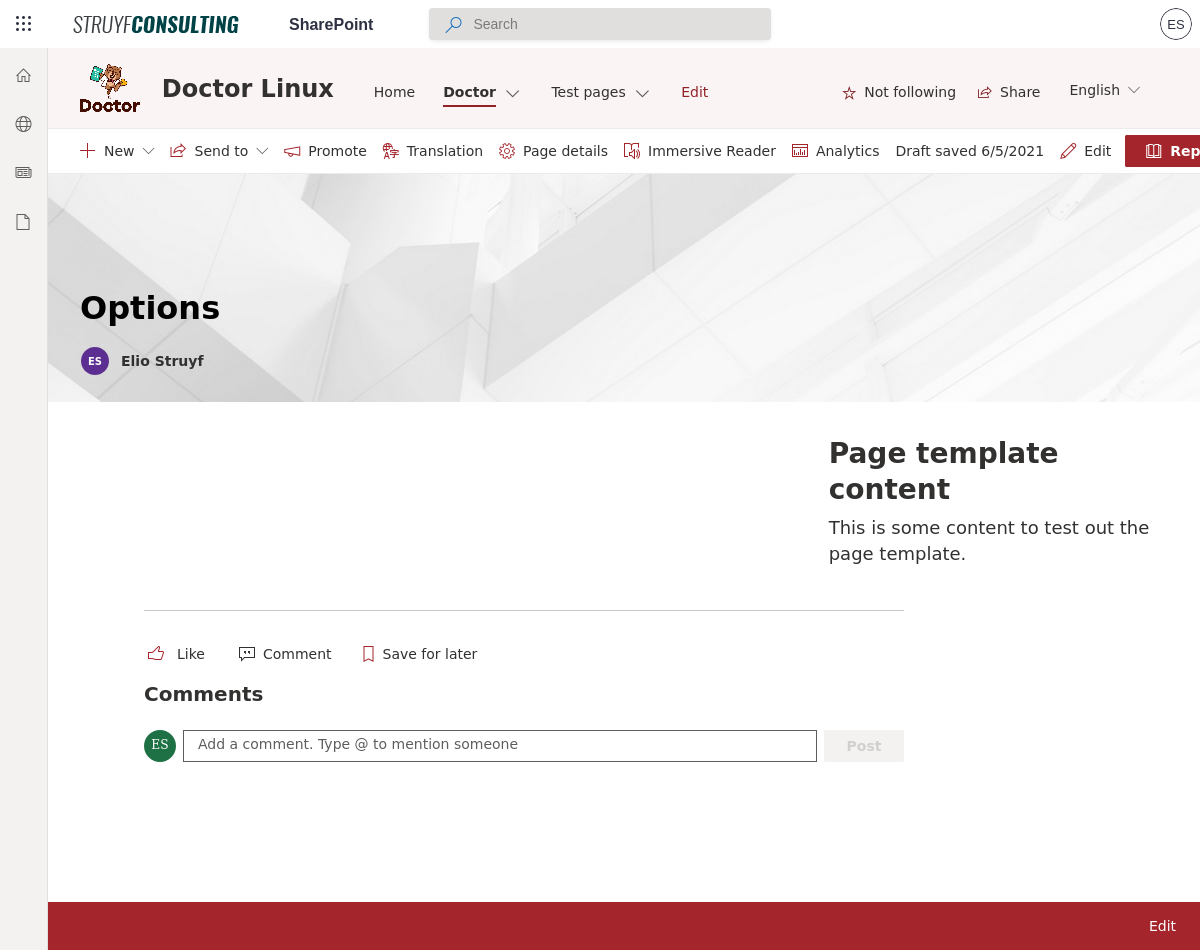 STRUYFCONSULTING SharePoint Search ES
Doctor Doctor Linux Home Doctor Test pages Edit Not following Share English
New Send to Promote Translation Page details Immersive Reader Analytics Draft saved 6/5/2021 Edit
Options
ES Elio Struyf
Page template
content
This is some content to test out the
page template.
Like Comment Save for later
Comments
ES Add a comment. Type @ to mention someone Post
Edit